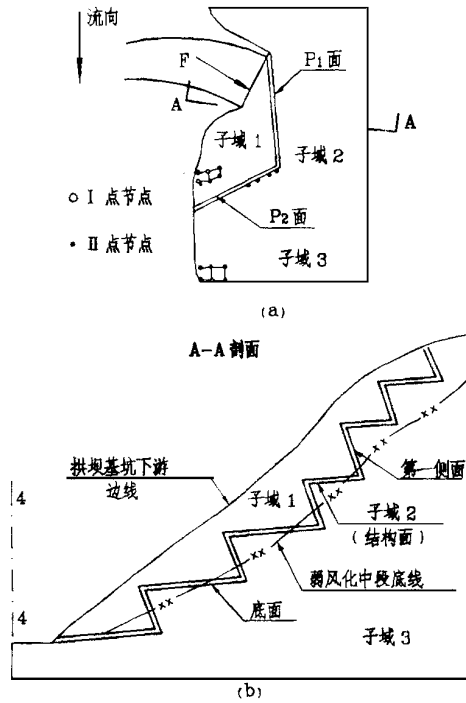 流向
F
P₁面
A
A
子域 1
子域 2
○ I 点节点
• II 点节点
P₂面
子域 3
(a)
A-A 剖面
拱坝基坑下游
边线
第一侧面
子域 1
子域 2
(结构面)
4
××
××
××
××
弱风化中段底线
底面
4
子域 3
(b)